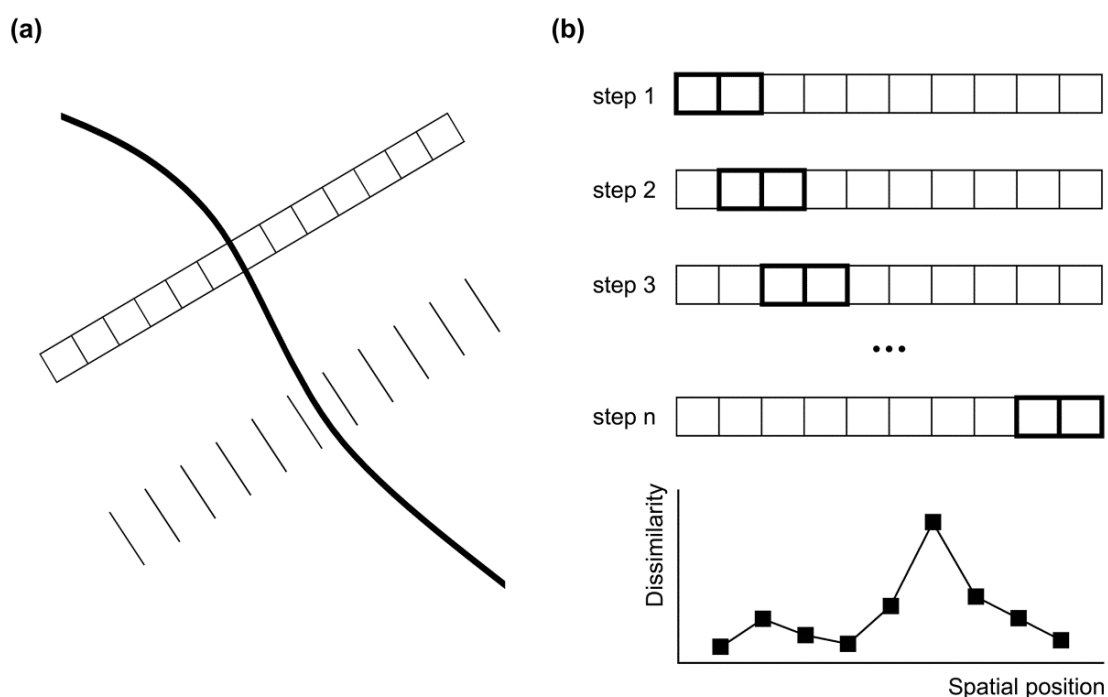 (a)
(b)
step 1
step 2
step 3
...
step n
Dissimilarity
Spatial position